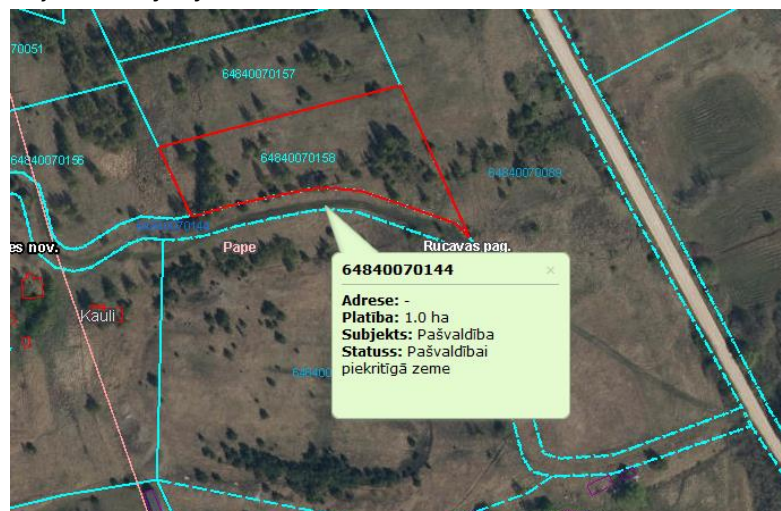 70051
64840070157
64840070156
64840070158
64840070089
es nov.
Pape
Rucavas pag.
64840070144
Adrese: -
Platība: 1.0 ha
Subjekts: Pašvaldība
Statuss: Pašvaldībai
piekritīgā zeme
Kauli
648400